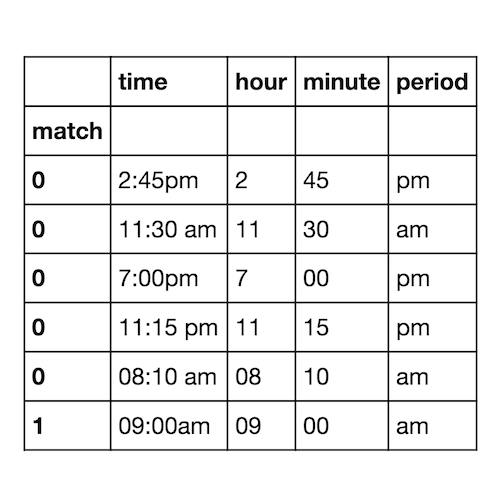 time hour minute period
match
0 2:45pm 2 45 pm
0 11:30 am 11 30 am
0 7:00pm 7 00 pm
0 11:15 pm 11 15 pm
0 08:10 am 08 10 am
1 09:00am 09 00 am